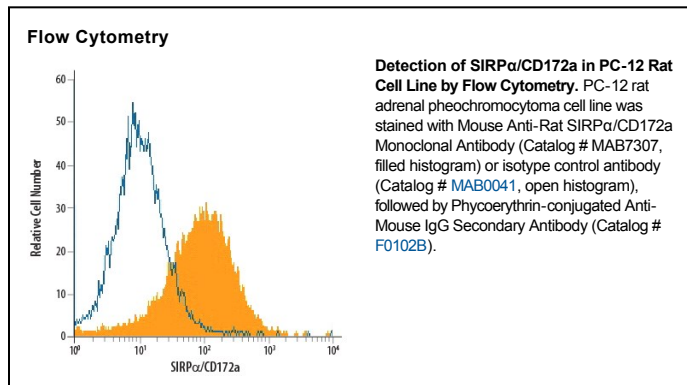 Flow Cytometry
Detection of SIRPα/CD172a in PC-12 Rat
Cell Line by Flow Cytometry. PC-12 rat
adrenal pheochromocytoma cell line was
stained with Mouse Anti-Rat SIRPα/CD172a
Monoclonal Antibody (Catalog # MAB7307,
filled histogram) or isotype control antibody
(Catalog # MAB0041, open histogram),
followed by Phycoerythrin-conjugated Anti-
Mouse IgG Secondary Antibody (Catalog #
F0102B).
Relative Cell Number
60
50
40
30
20
10
0
10⁰ 10¹ 10² 10³ 10⁴
SIRPα/CD172a